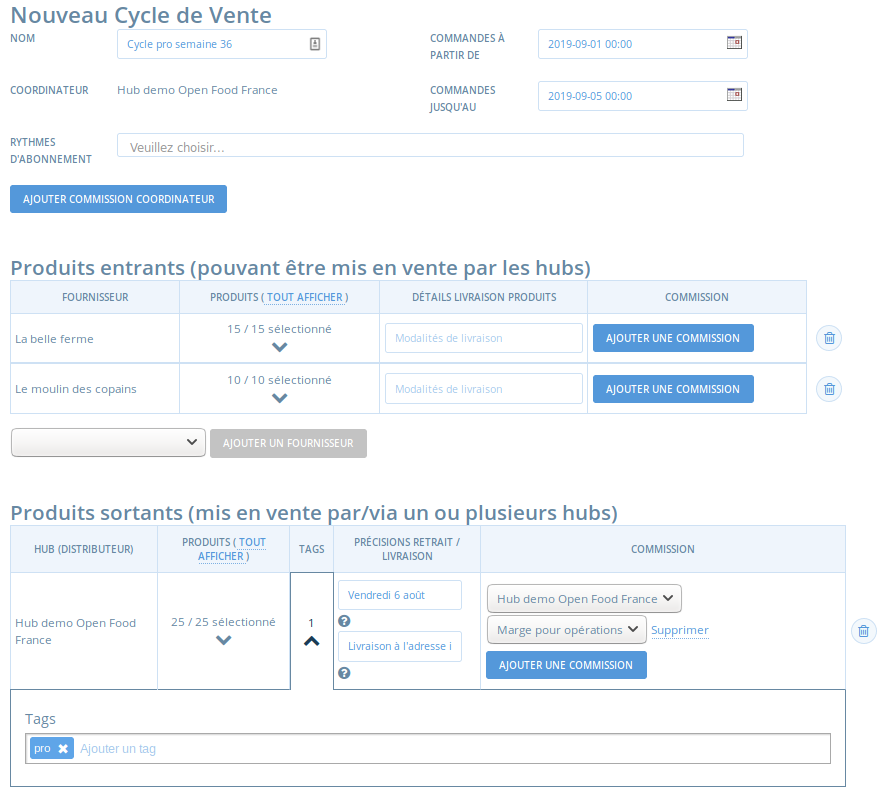 Nouveau Cycle de Vente
NOM
Cycle pro semaine 36
COMMANDES À
PARTIR DE
2019-09-01 00:00
COORDINATEUR
Hub demo Open Food France
COMMANDES
JUSQU'AU
2019-09-05 00:00
RYTHMES
D'ABONNEMENT
Veuillez choisir...
AJOUTER COMMISSION COORDINATEUR
Produits entrants (pouvant être mis en vente par les hubs)
FOURNISSEUR
PRODUITS ( TOUT AFFICHER )
DÉTAILS LIVRAISON PRODUITS
COMMISSION
La belle ferme
15 / 15 sélectionné
Modalités de livraison
AJOUTER UNE COMMISSION
Le moulin des copains
10 / 10 sélectionné
Modalités de livraison
AJOUTER UNE COMMISSION
AJOUTER UN FOURNISSEUR
Produits sortants (mis en vente par/via un ou plusieurs hubs)
HUB (DISTRIBUTEUR)
PRODUITS ( TOUT
AFFICHER )
TAGS
PRÉCISIONS RETRAIT /
LIVRAISON
COMMISSION
Hub demo Open Food
France
25 / 25 sélectionné
1
Vendredi 6 août
?
Livraison à l'adresse i
?
Hub demo Open Food France
Marge pour opérations
Supprimer
AJOUTER UNE COMMISSION
Tags
pro
Ajouter un tag